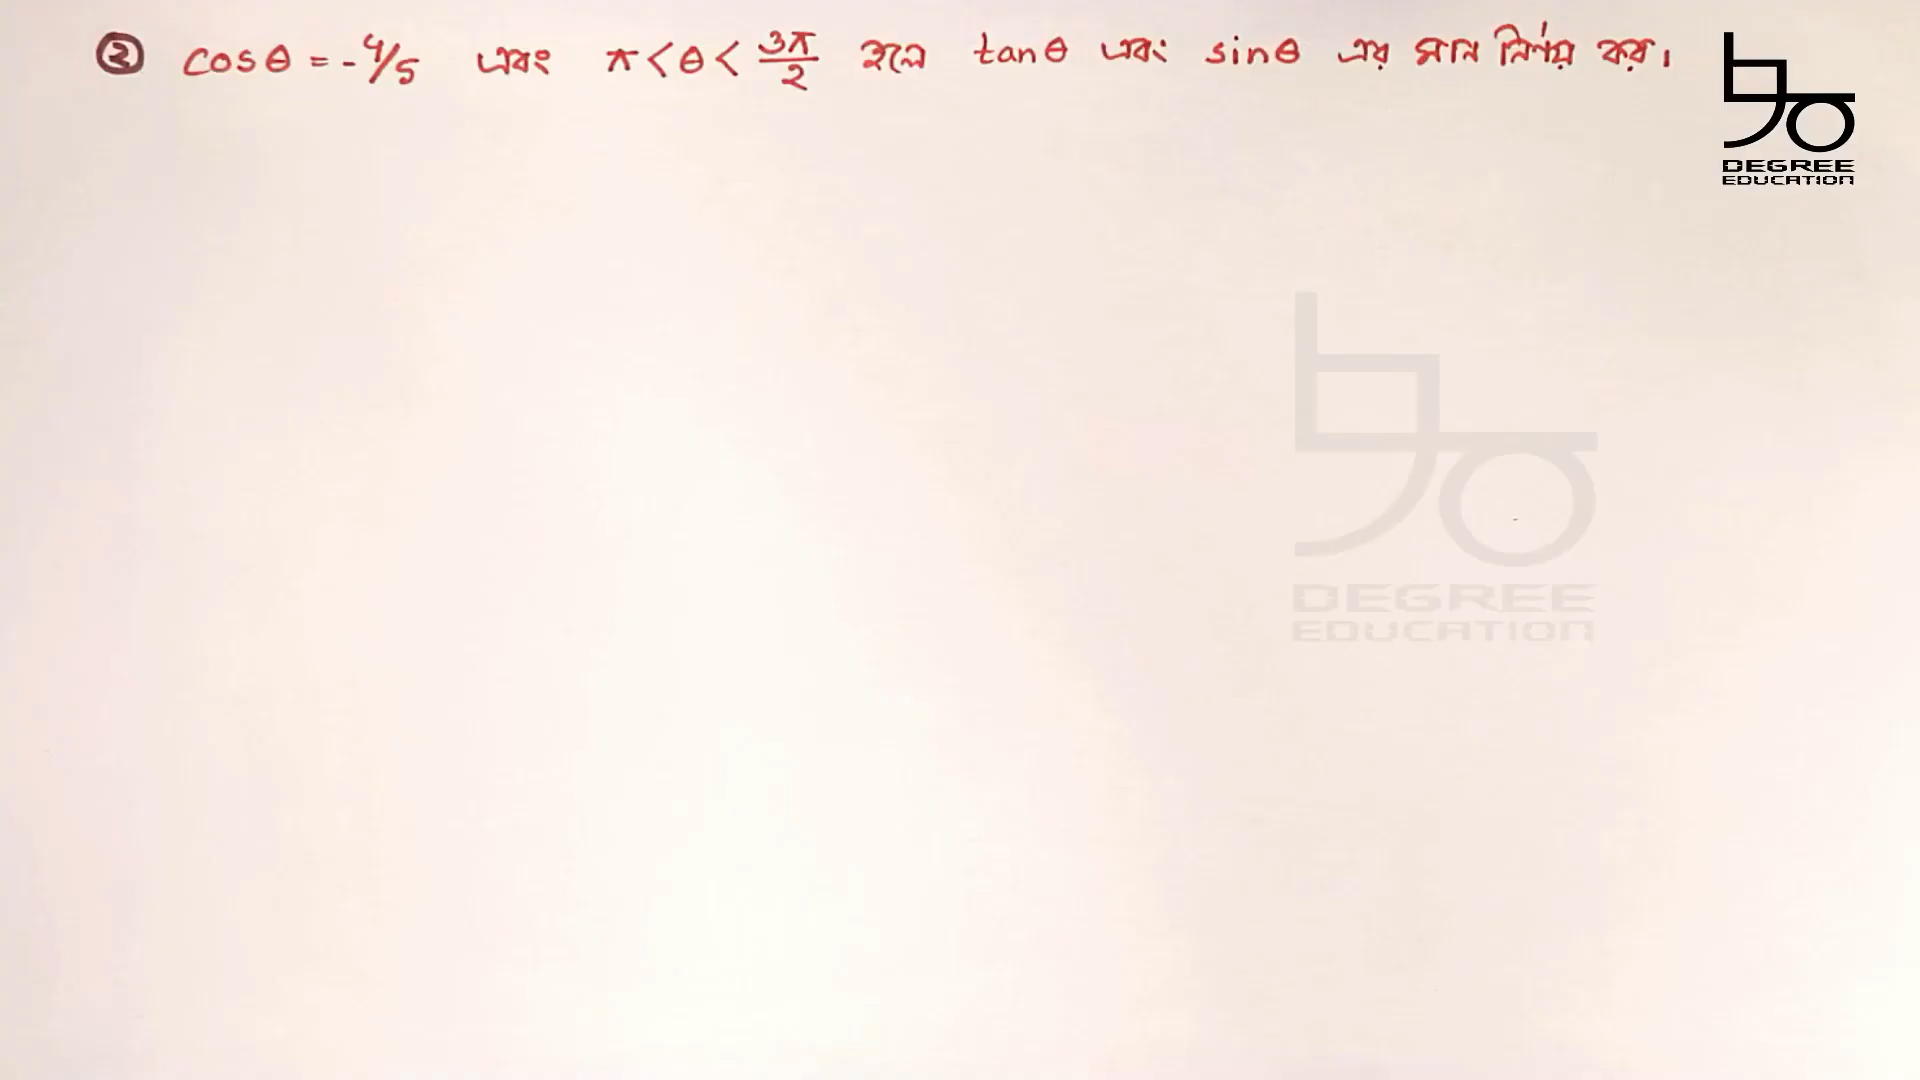 ② cosθ = -4/5 এবং π < θ < 3π/2 হলে tanθ এবং sinθ এর মান নির্ণয় কর।
DEGREE
EDUCATION
DEGREE
EDUCATION